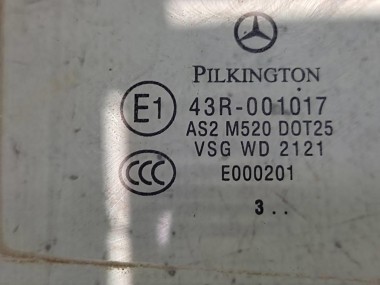 PILKINGTON
E1 43R-001017
AS2 M520 DOT25
VSG WD 2121
CCC E000201
3..